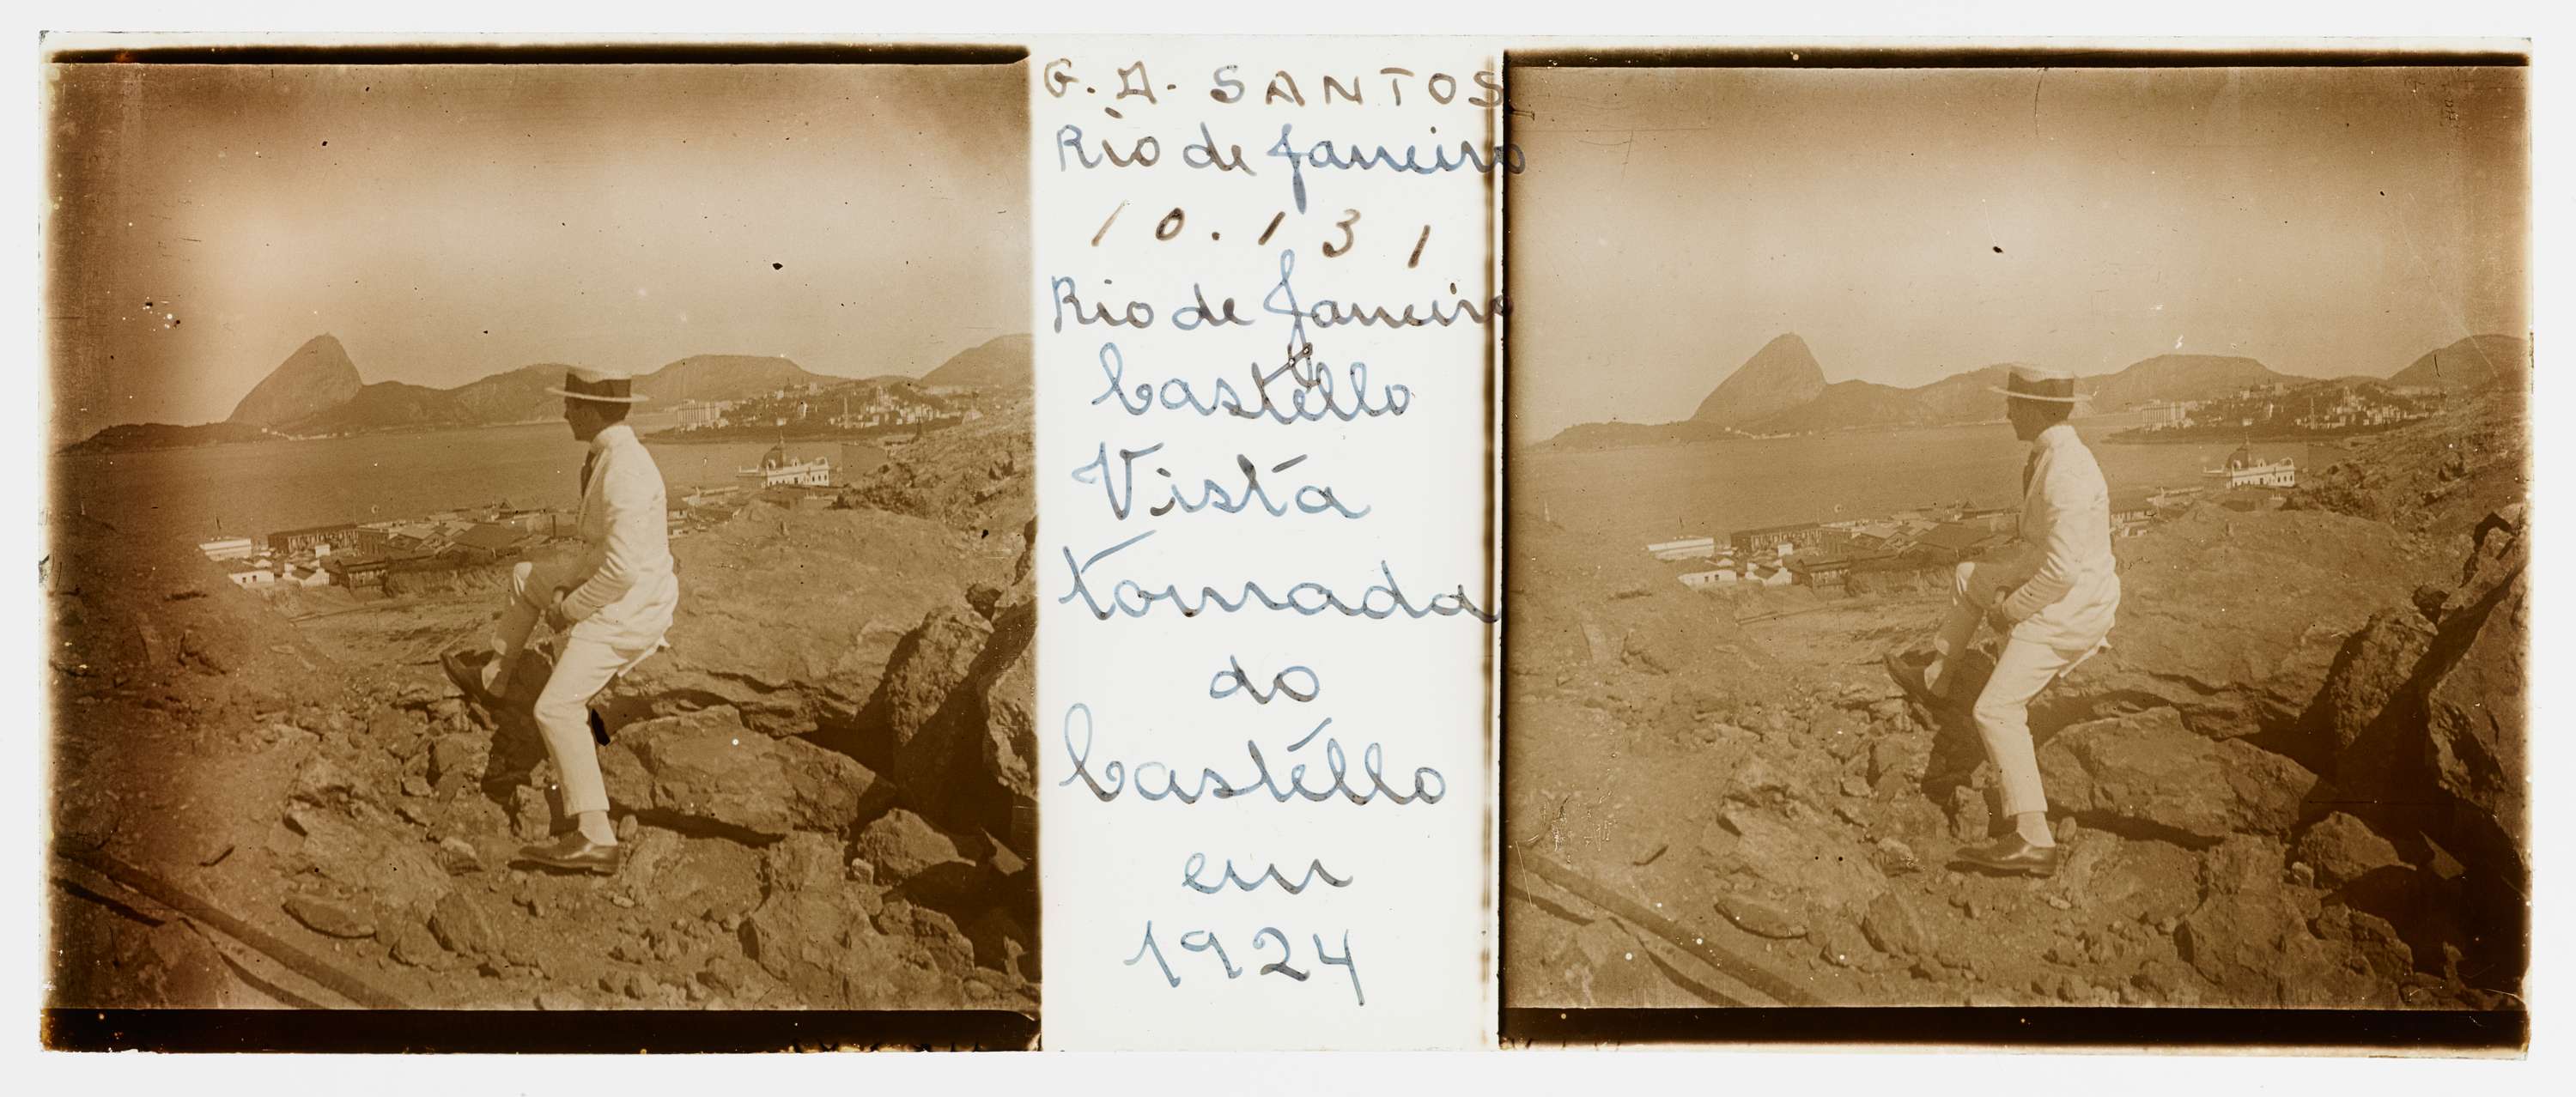 G. A. SANTOS
Rio de Janeiro
10.131
Rio de Janeiro
Castello
Vista
tomada
do
Castéllo
em
1924